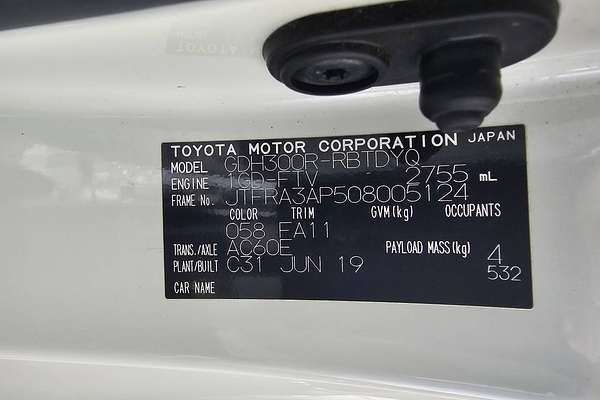 TOYOTA MOTOR CORPORATION JAPAN
MODEL GDH300R-RBTDYQ
ENGINE 1GD-FTV - 2755 mL
FRAME No. JTFRA3AP508005124
COLOR TRIM GVM(kg) OCCUPANTS
058 EA11
TRANS./AXLE AC60E PAYLOAD MASS(kg) 4
PLANT/BUILT C31 JUN 19 532
CAR NAME